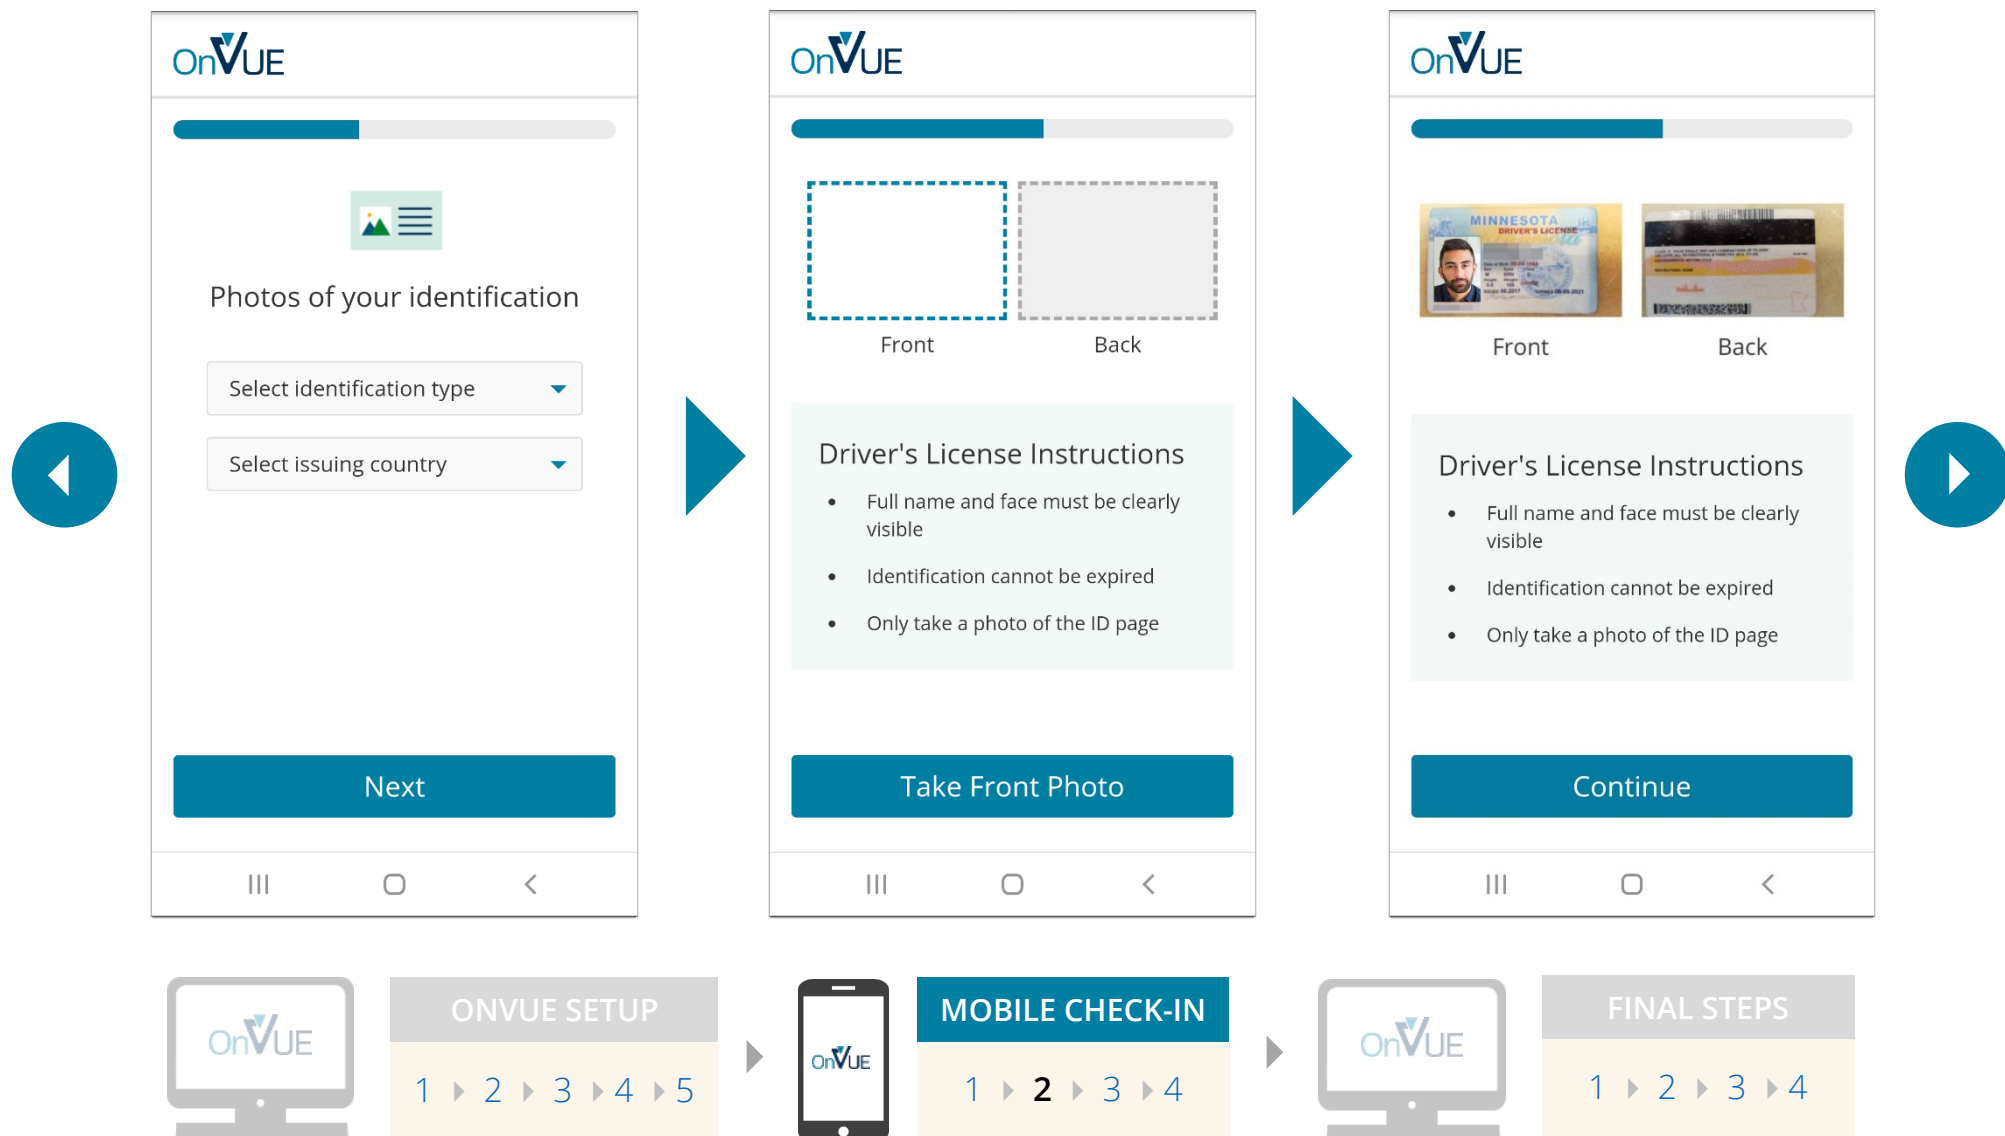 OnVUE
Photos of your identification
Select identification type
Select issuing country
Next
OnVUE
Front
Back
Driver's License Instructions
• Full name and face must be clearly
visible
• Identification cannot be expired
• Only take a photo of the ID page
Take Front Photo
OnVUE
MINNESOTA
DRIVER'S LICENSE
Front
Back
Driver's License Instructions
• Full name and face must be clearly
visible
• Identification cannot be expired
• Only take a photo of the ID page
Continue
OnVUE
ONVUE SETUP
1 2 3 4 5
OnVUE
MOBILE CHECK-IN
1 2 3 4
OnVUE
FINAL STEPS
1 2 3 4